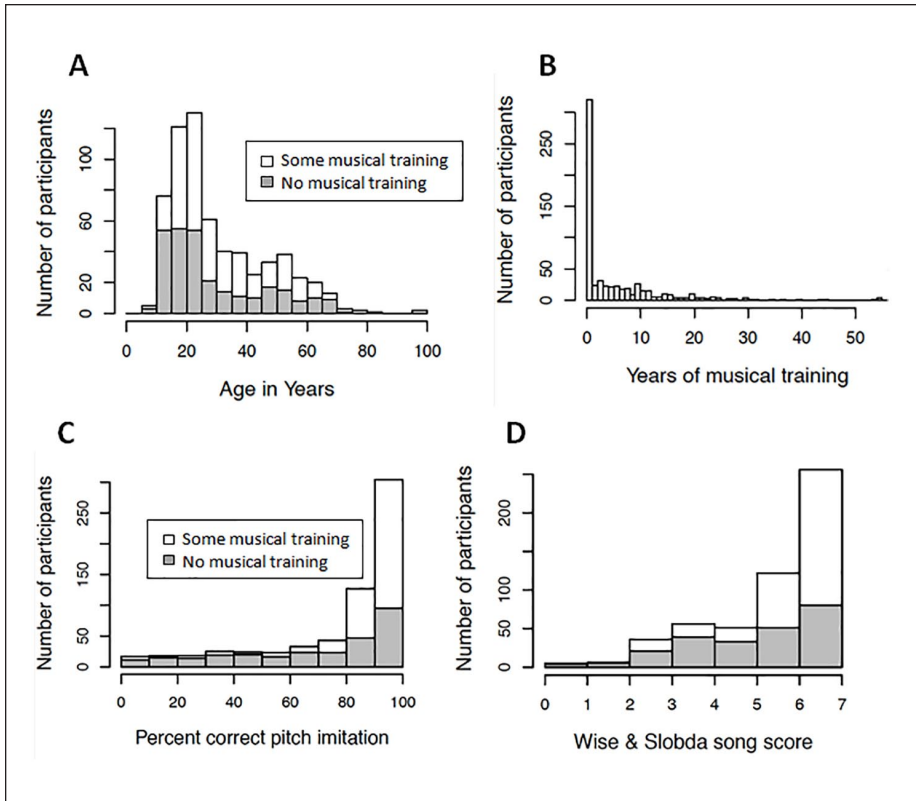 A
Number of participants
100
60
20
0
Some musical training
No musical training
0 20 40 60 80 100
Age in Years
B
Number of participants
250
150
50
0
0 10 20 30 40 50
Years of musical training
C
Number of participants
250
150
50
0
Some musical training
No musical training
0 20 40 60 80 100
Percent correct pitch imitation
D
Number of participants
200
100
50
0
0 1 2 3 4 5 6 7
Wise & Slobda song score